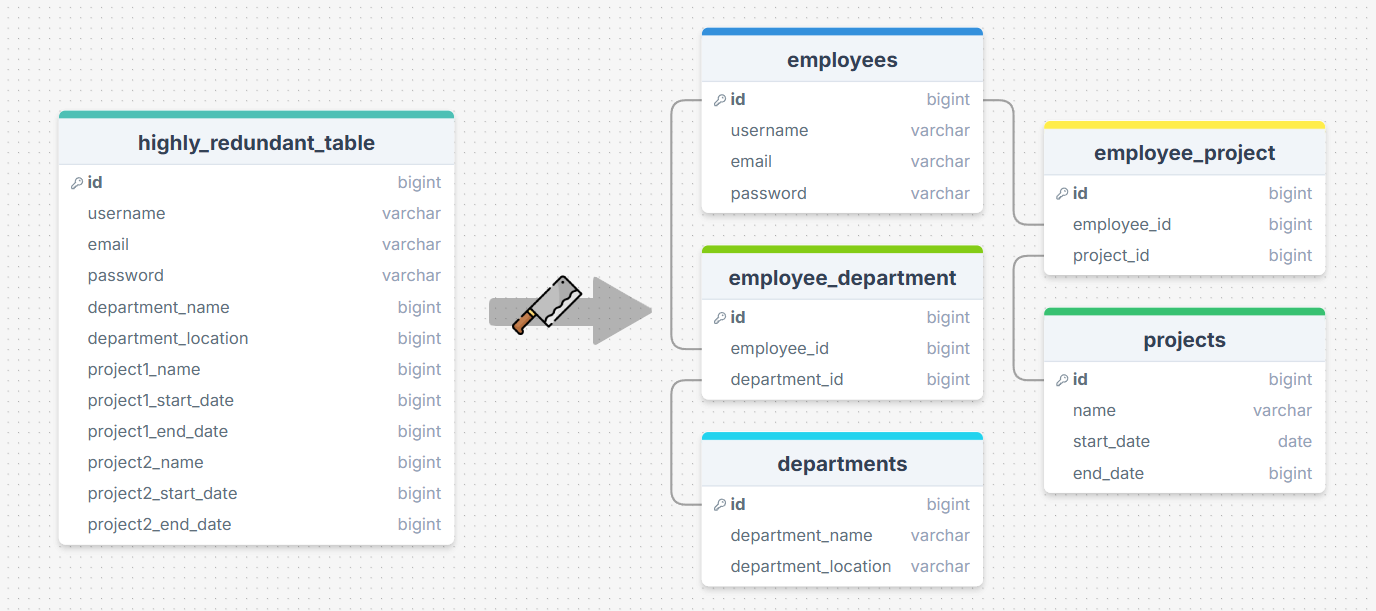 highly_redundant_table
id bigint
username varchar
email varchar
password varchar
department_name bigint
department_location bigint
project1_name bigint
project1_start_date bigint
project1_end_date bigint
project2_name bigint
project2_start_date bigint
project2_end_date bigint
employees
id bigint
username varchar
email varchar
password varchar
employee_department
id bigint
employee_id bigint
department_id bigint
departments
id bigint
department_name varchar
department_location varchar
employee_project
id bigint
employee_id bigint
project_id bigint
projects
id bigint
name varchar
start_date date
end_date bigint